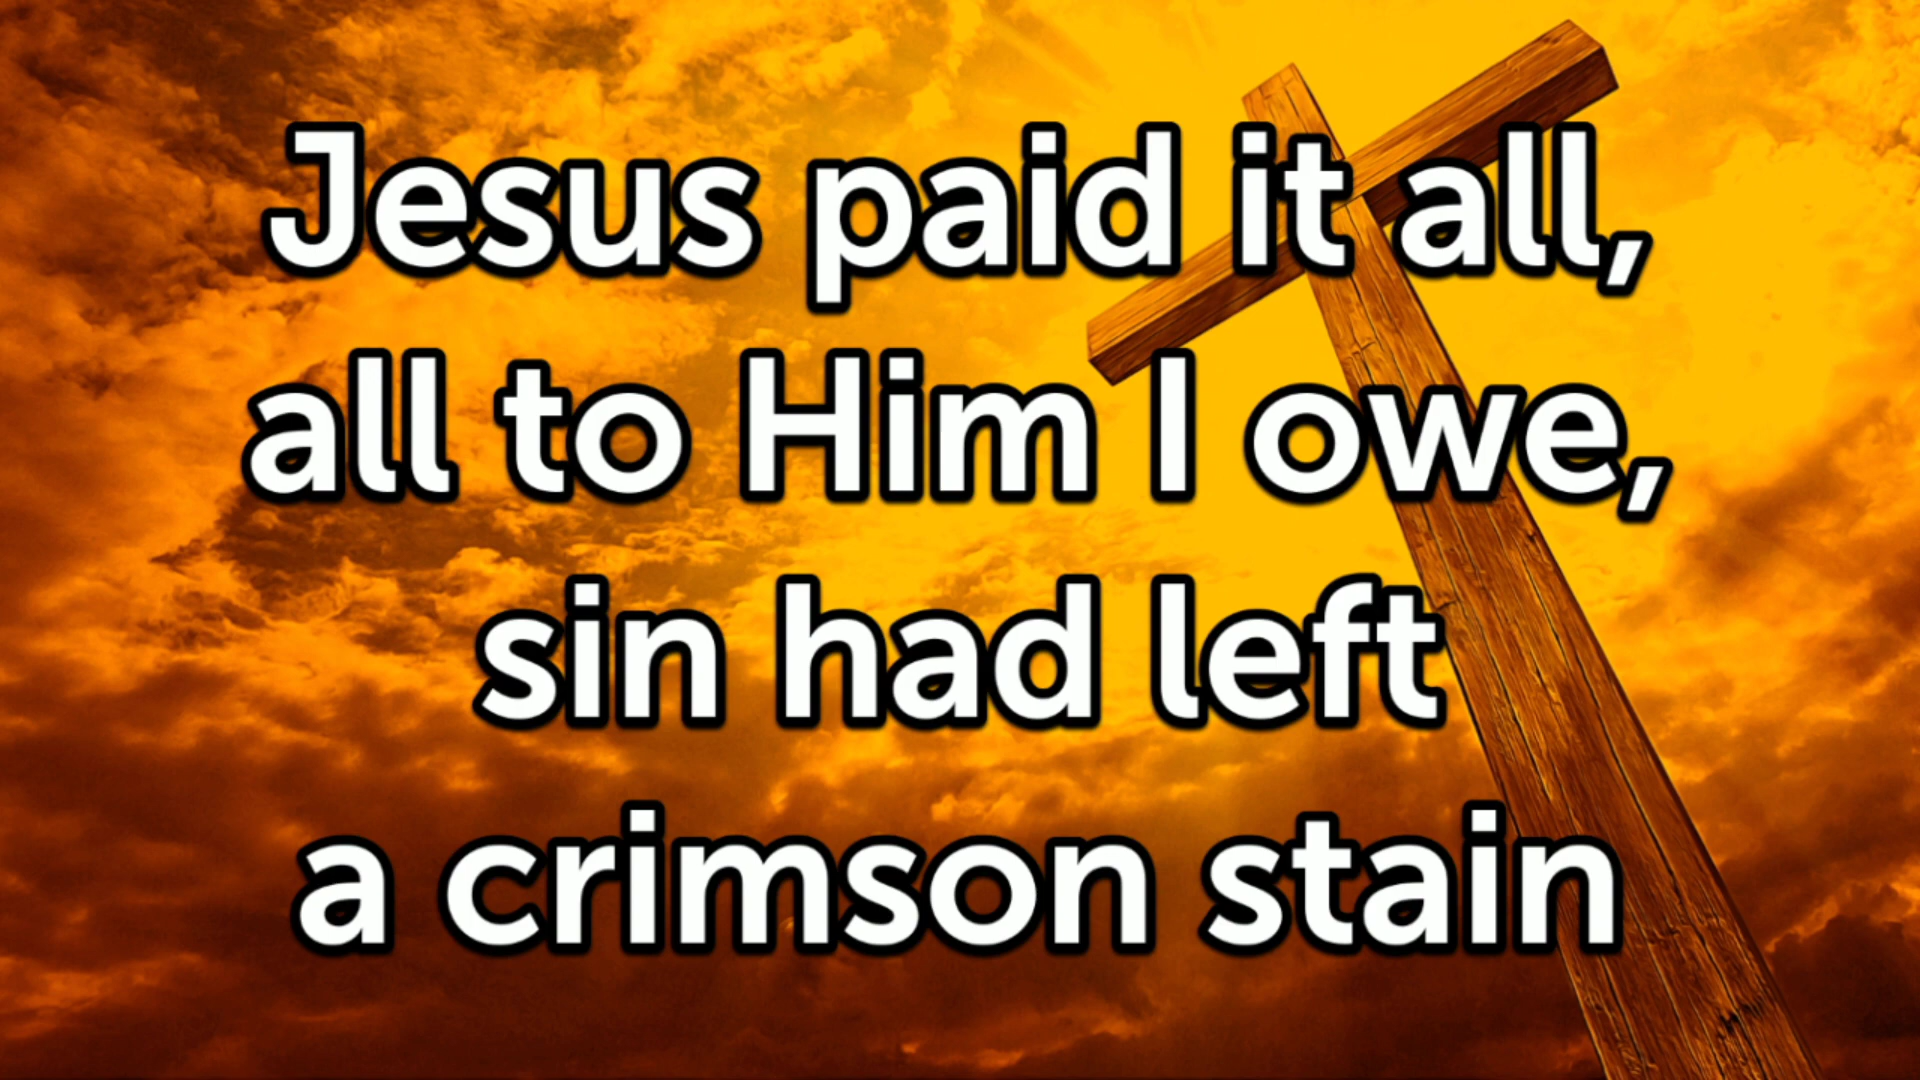 Jesus paid it all,
all to Him I owe,
sin had left
a crimson stain